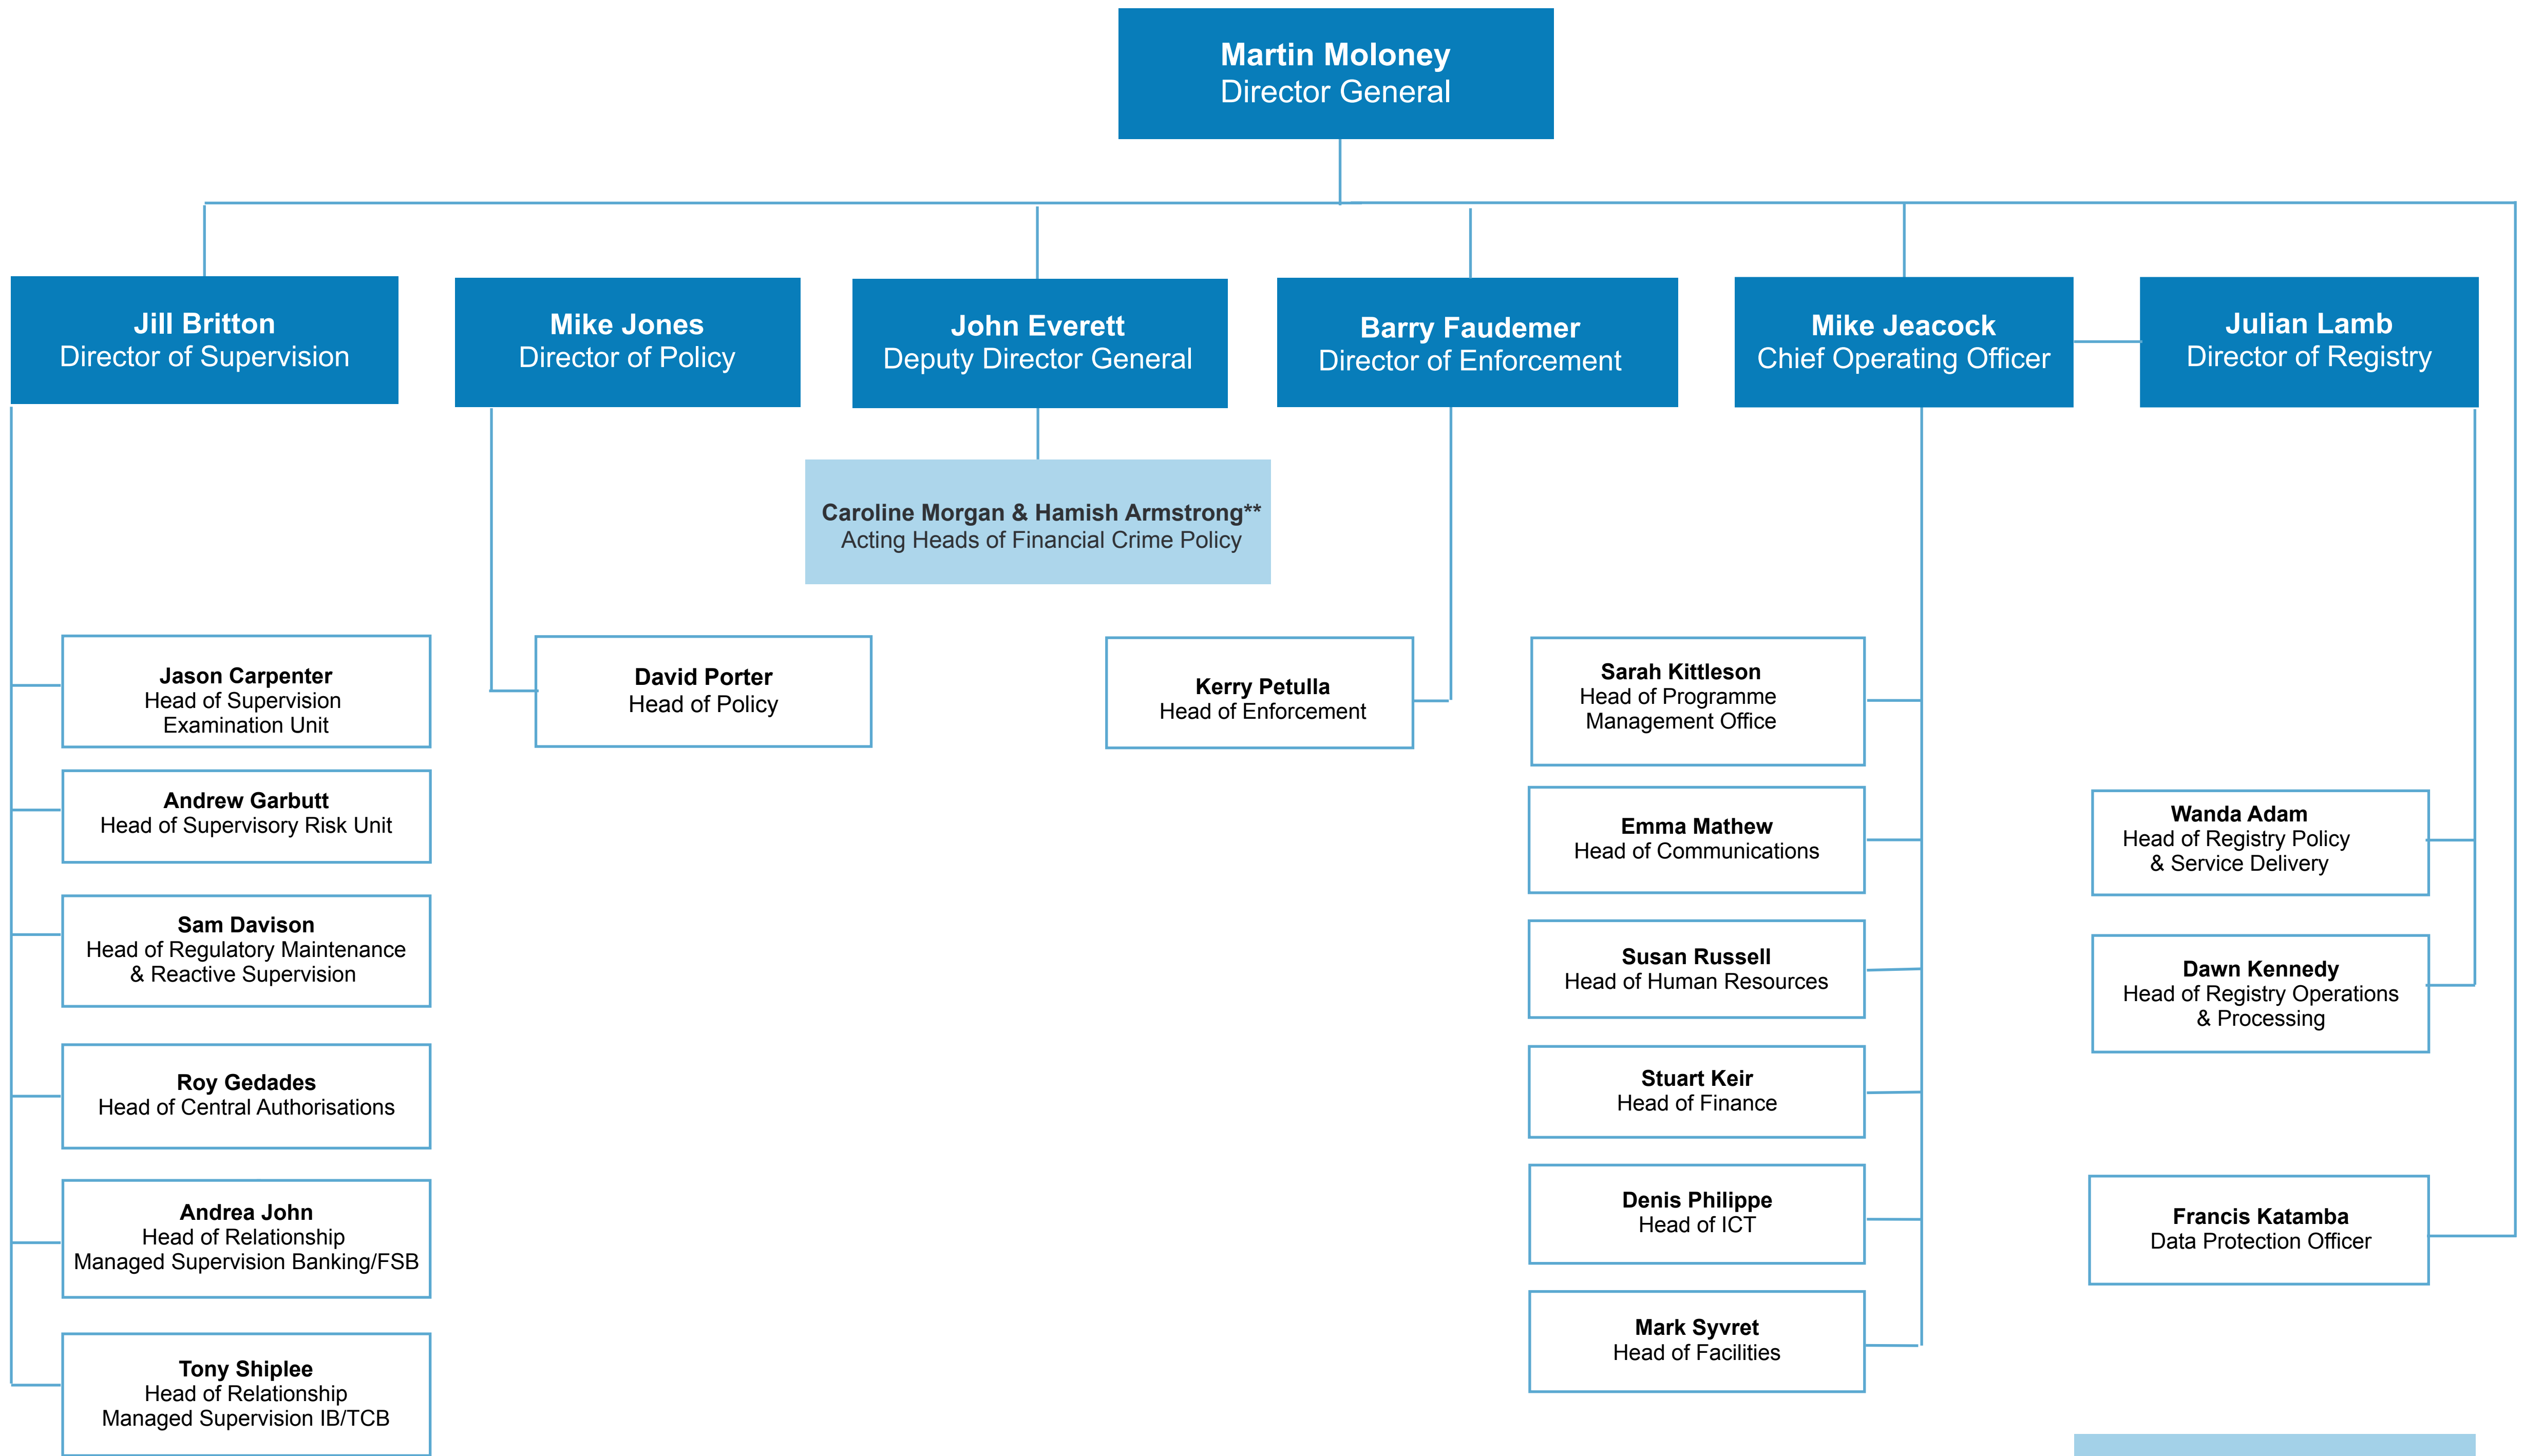 Martin Moloney
Director General
Jill Britton
Director of Supervision
Mike Jones
Director of Policy
John Everett
Deputy Director General
Barry Faudemer
Director of Enforcement
Mike Jeacock
Chief Operating Officer
Julian Lamb
Director of Registry
Caroline Morgan & Hamish Armstrong**
Acting Heads of Financial Crime Policy
Jason Carpenter
Head of Supervision
Examination Unit
Andrew Garbutt
Head of Supervisory Risk Unit
Sam Davison
Head of Regulatory Maintenance
& Reactive Supervision
Roy Gedades
Head of Central Authorisations
Andrea John
Head of Relationship
Managed Supervision Banking/FSB
Tony Shiplee
Head of Relationship
Managed Supervision IB/TCB
David Porter
Head of Policy
Kerry Petulla
Head of Enforcement
Sarah Kittleson
Head of Programme
Management Office
Emma Mathew
Head of Communications
Susan Russell
Head of Human Resources
Stuart Keir
Head of Finance
Denis Philippe
Head of ICT
Mark Syvret
Head of Facilities
Wanda Adam
Head of Registry Policy
& Service Delivery
Dawn Kennedy
Head of Registry Operations
& Processing
Francis Katamba
Data Protection Officer